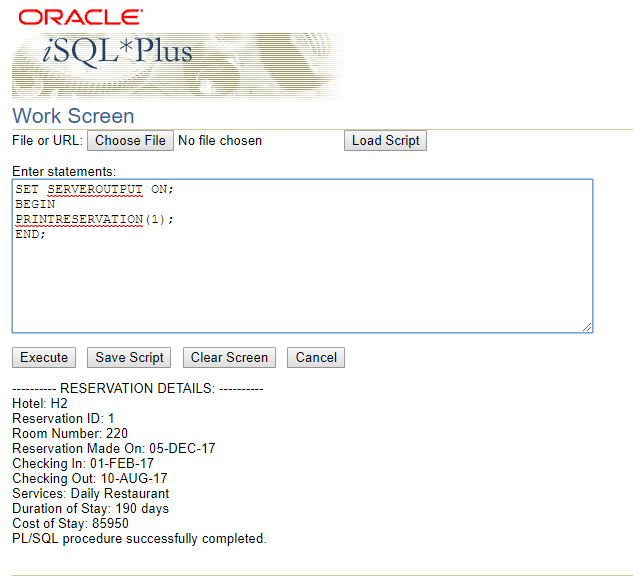 ORACLE
iSQL*Plus
Work Screen
File or URL: Choose File No file chosen Load Script
Enter statements:
SET SERVEROUTPUT ON;
BEGIN
PRINTRESERVATION(1);
END;
Execute Save Script Clear Screen Cancel
---------- RESERVATION DETAILS: ----------
Hotel: H2
Reservation ID: 1
Room Number: 220
Reservation Made On: 05-DEC-17
Checking In: 01-FEB-17
Checking Out: 10-AUG-17
Services: Daily Restaurant
Duration of Stay: 190 days
Cost of Stay: 85950
PL/SQL procedure successfully completed.